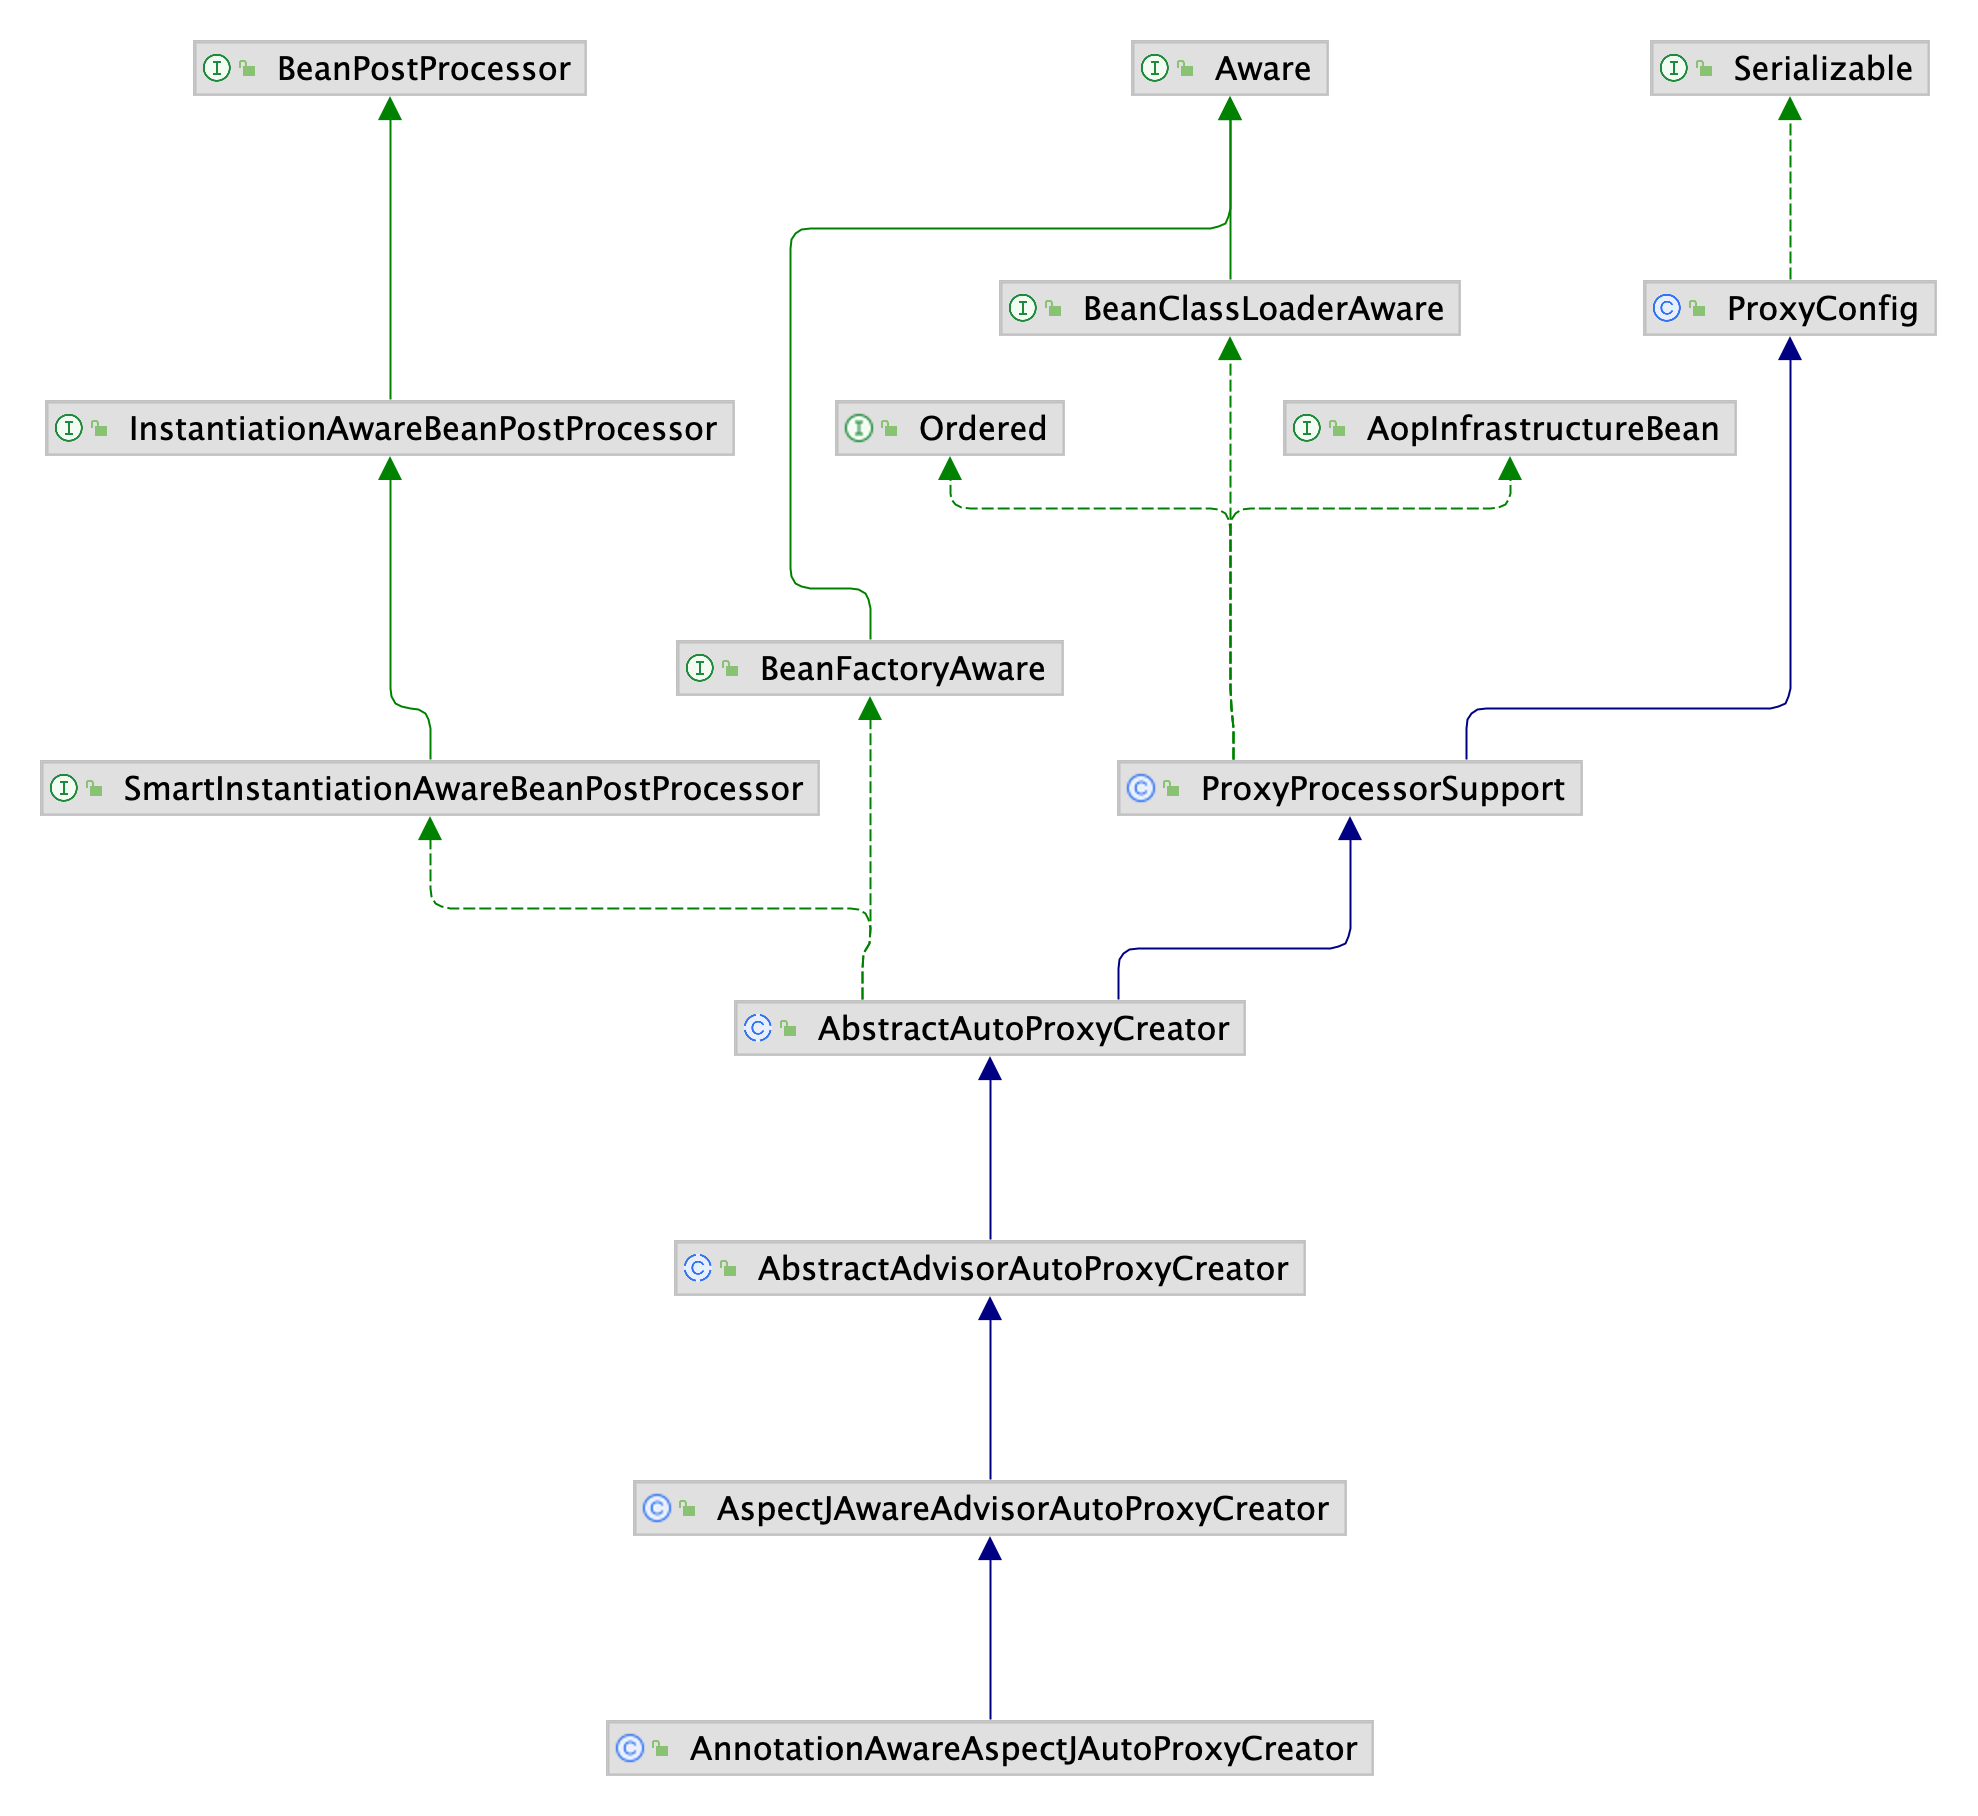 BeanPostProcessor
Aware
Serializable
BeanClassLoaderAware
ProxyConfig
InstantiationAwareBeanPostProcessor
Ordered
AopInfrastructureBean
BeanFactoryAware
SmartInstantiationAwareBeanPostProcessor
ProxyProcessorSupport
AbstractAutoProxyCreator
AbstractAdvisorAutoProxyCreator
AspectJAwareAdvisorAutoProxyCreator
AnnotationAwareAspectJAutoProxyCreator